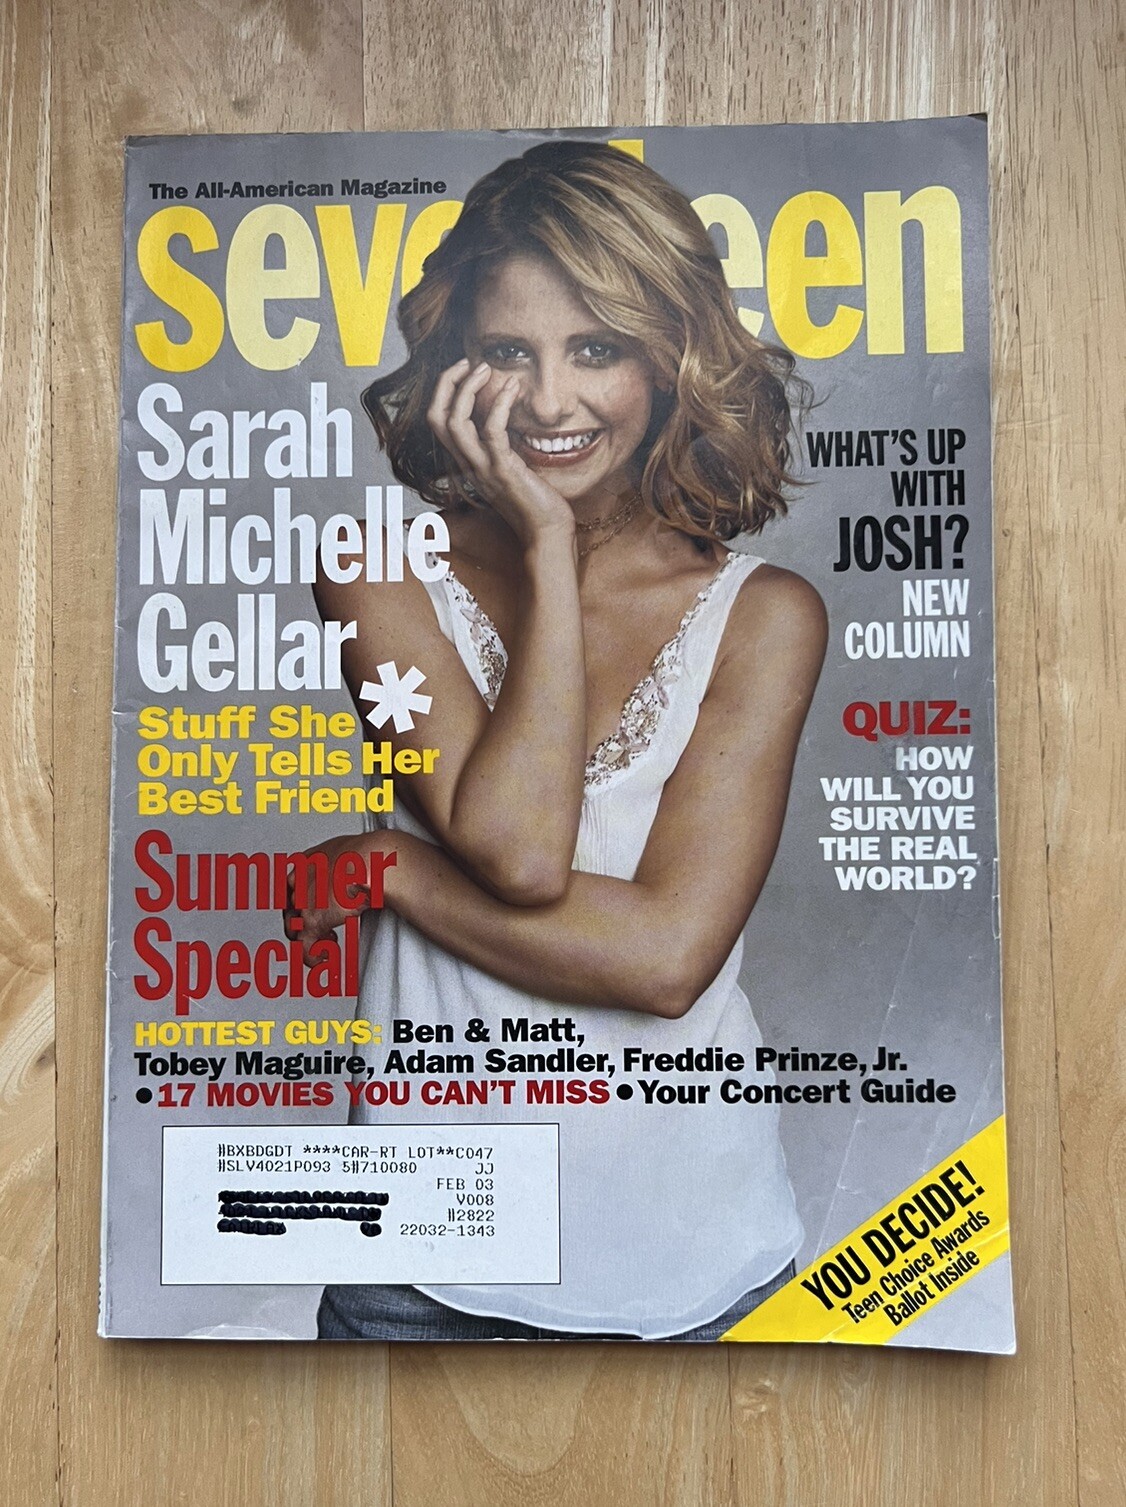 The All-American Magazine
seventeen
Sarah
Michelle
Gellar
*
Stuff She
Only Tells Her
Best Friend
Summer
Special
HOTTEST GUYS: Ben & Matt,
Tobey Maguire, Adam Sandler, Freddie Prinze, Jr.
• 17 MOVIES YOU CAN'T MISS • Your Concert Guide
WHAT'S UP
WITH
JOSH?
NEW
COLUMN
QUIZ:
HOW
WILL YOU
SURVIVE
THE REAL
WORLD?
#BXBDGDT ****CAR-RT LOT**C047
#SLV4021P093 5#710080 JJ
FEB 03
V008
#2822
22032-1343
YOU DECIDE!
Teen Choice Awards
Ballot Inside